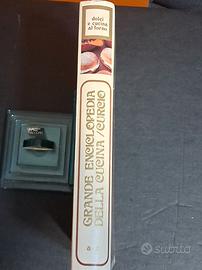 dolci
e cucina
al forno
GRANDE ENCICLOPEDIA
DELLA CUCINA/CURCIO
subito